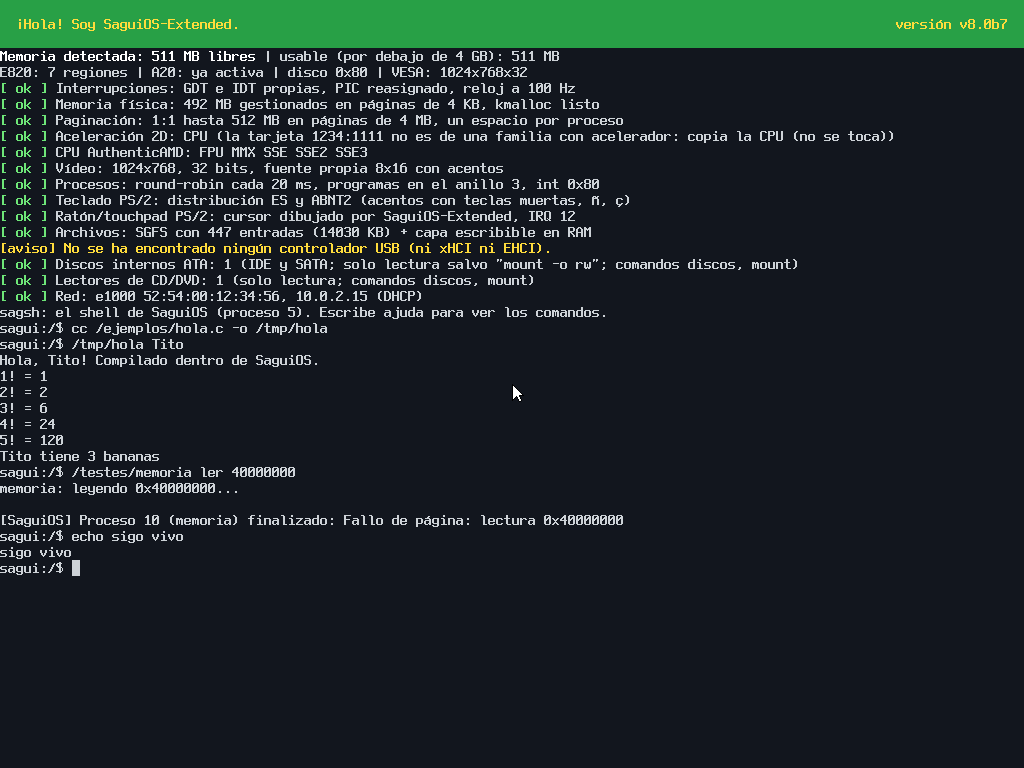 ¡Hola! Soy SaguiOS-Extended.
versión v8.0b7
Memoria detectada: 511 MB libres | usable (por debajo de 4 GB): 511 MB
E820: 7 regiones | A20: ya activa | disco 0x80 | VESA: 1024x768x32
[ ok ] Interrupciones: GDT e IDT propias, PIC reasignado, reloj a 100 Hz
[ ok ] Memoria física: 492 MB gestionados en páginas de 4 KB, kmalloc listo
[ ok ] Paginación: 1:1 hasta 512 MB en páginas de 4 MB, un espacio por proceso
[ ok ] Aceleración 2D: CPU (la tarjeta 1234:1111 no es de una familia con acelerador: copia la CPU (no se toca))
[ ok ] CPU AuthenticAMD: FPU MMX SSE SSE2 SSE3
[ ok ] Vídeo: 1024x768, 32 bits, fuente propia 8x16 con acentos
[ ok ] Procesos: round-robin cada 20 ms, programas en el anillo 3, int 0x80
[ ok ] Teclado PS/2: distribución ES y ABNT2 (acentos con teclas muertas, ñ, ç)
[ ok ] Ratón/touchpad PS/2: cursor dibujado por SaguiOS-Extended, IRQ 12
[ ok ] Archivos: SGFS con 447 entradas (14030 KB) + capa escribible en RAM
[aviso] No se ha encontrado ningún controlador USB (ni xHCI ni EHCI).
[ ok ] Discos internos ATA: 1 (IDE y SATA; solo lectura salvo "mount -o rw"; comandos discos, mount)
[ ok ] Lectores de CD/DVD: 1 (solo lectura; comandos discos, mount)
[ ok ] Red: e1000 52:54:00:12:34:56, 10.0.2.15 (DHCP)
sagsh: el shell de SaguiOS (proceso 5). Escribe ayuda para ver los comandos.
sagui:/$ cc /ejemplos/hola.c -o /tmp/hola
sagui:/$ /tmp/hola Tito
Hola, Tito! Compilado dentro de SaguiOS.
1! = 1
2! = 2
3! = 6
4! = 24
5! = 120
Tito tiene 3 bananas
sagui:/$ /testes/memoria ler 40000000
memoria: leyendo 0x40000000...
[SaguiOS] Proceso 10 (memoria) finalizado: Fallo de página: lectura 0x40000000
sagui:/$ echo sigo vivo
sigo vivo
sagui:/$